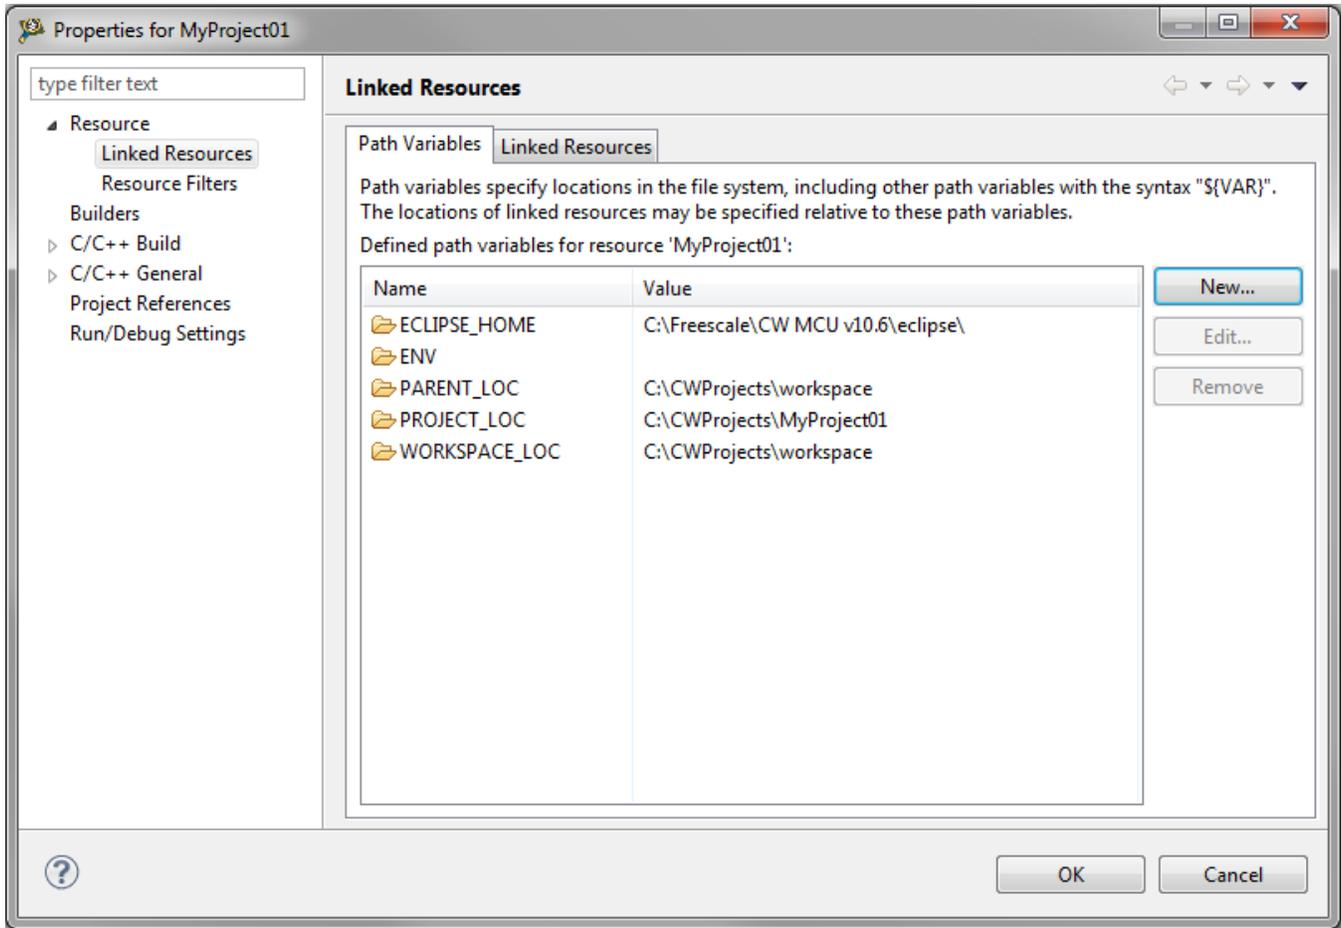 Properties for MyProject01
type filter text
Resource
Linked Resources
Resource Filters
Builders
C/C++ Build
C/C++ General
Project References
Run/Debug Settings
Linked Resources
Path Variables
Linked Resources
Path variables specify locations in the file system, including other path variables with the syntax "${VAR}".
The locations of linked resources may be specified relative to these path variables.
Defined path variables for resource 'MyProject01':
Name Value
ECLIPSE_HOME C:\Freescale\CW MCU v10.6\eclipse\
ENV
PARENT_LOC C:\CWProjects\workspace
PROJECT_LOC C:\CWProjects\MyProject01
WORKSPACE_LOC C:\CWProjects\workspace
New...
Edit...
Remove
?
OK
Cancel